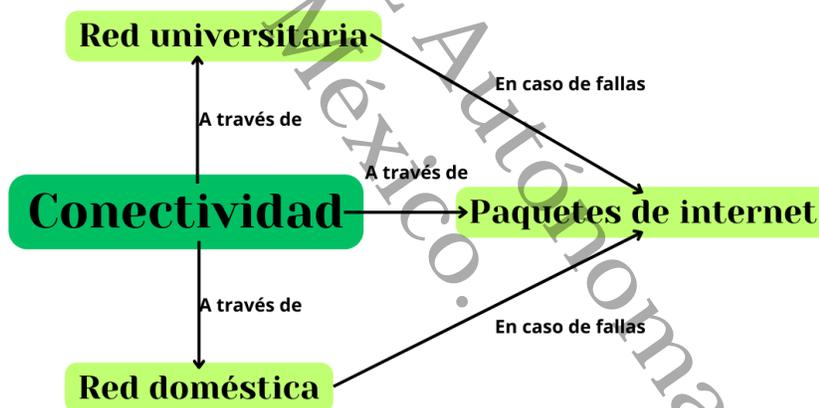 Red universitaria
En caso de fallas
A través de
A través de
Conectividad
Paquetes de internet
A través de
En caso de fallas
Red doméstica
Autónoma
México.